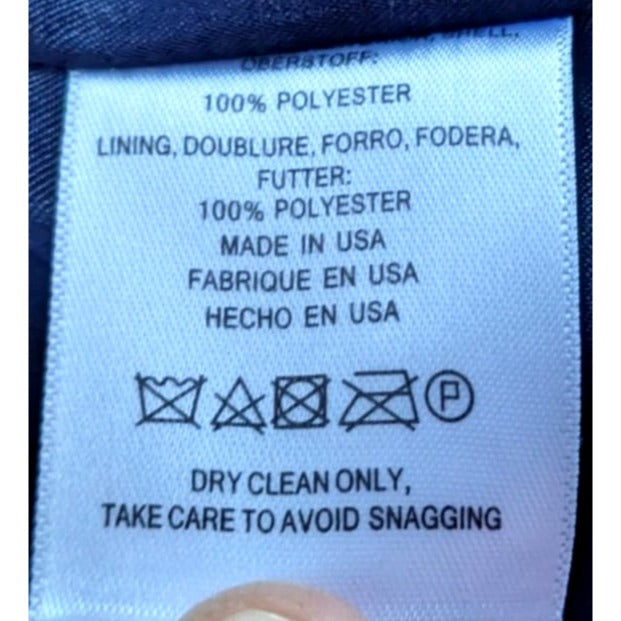 SHELL,
OBERSTOFF:
100% POLYESTER
LINING, DOUBLURE, FORRO, FODERA,
FUTTER:
100% POLYESTER
MADE IN USA
FABRIQUE EN USA
HECHO EN USA
P
DRY CLEAN ONLY,
TAKE CARE TO AVOID SNAGGING